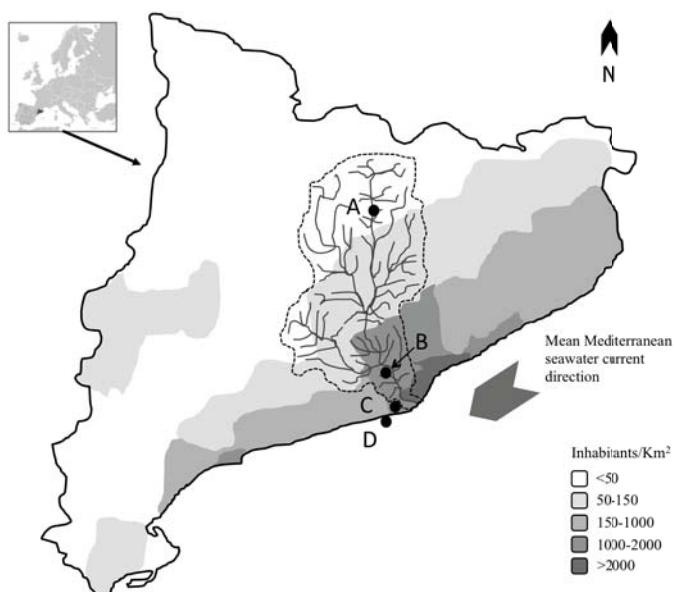 N
A
B
Mean Mediterranean
seawater current
direction
C
D
Inhabitants/Km²
<50
50-150
150-1000
1000-2000
>2000